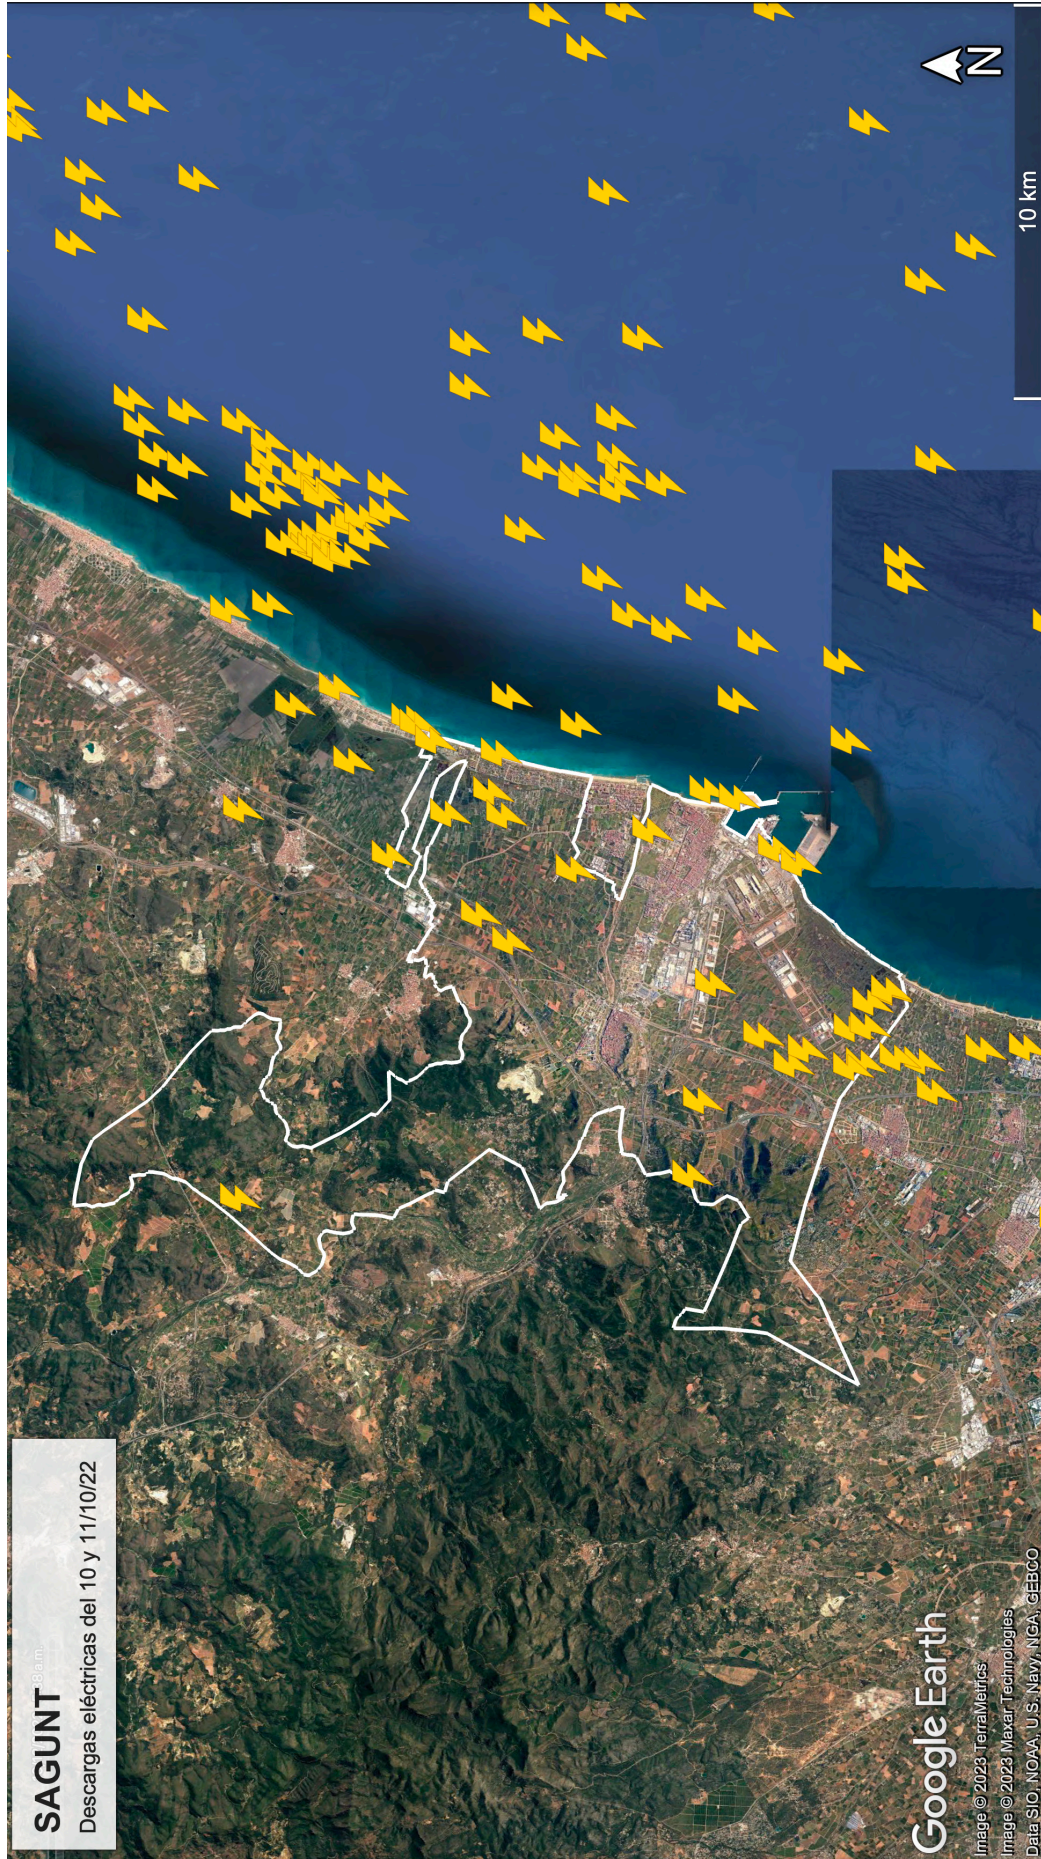 SAGUNT
8 a.m.
Descargas eléctricas del 10 y 11/10/22
N
10 km
Google Earth
Image © 2023 TerraMetrics
Image © 2023 Maxar Technologies
Data SIO, NOAA, U.S. Navy, NGA, GEBCO